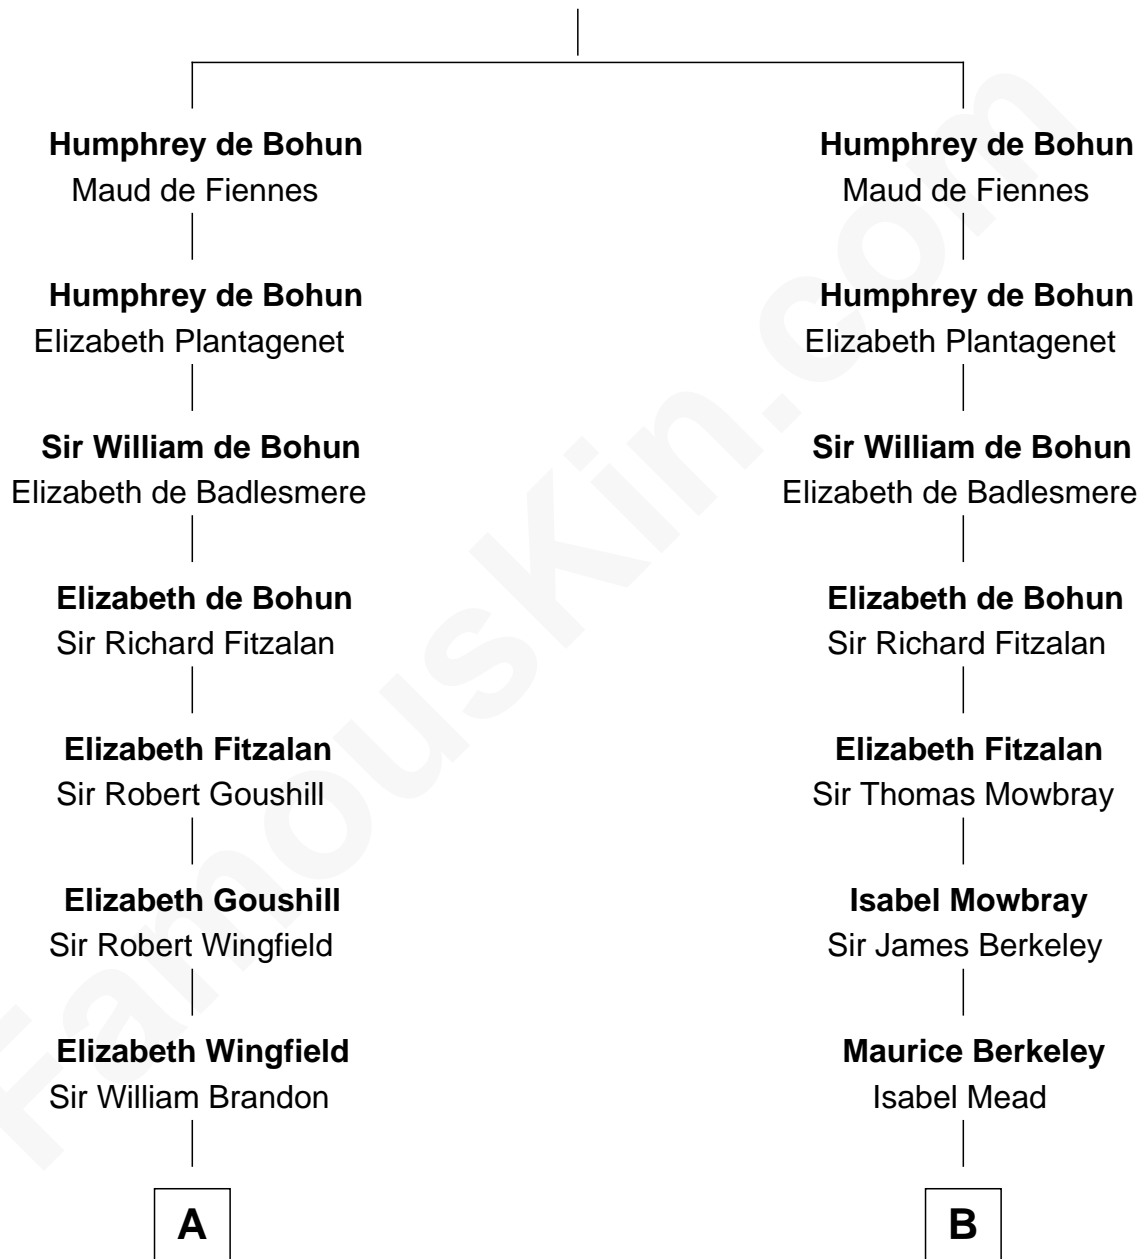 Humphrey de Bohun
Maud de Fiennes
Humphrey de Bohun
Elizabeth Plantagenet
Sir William de Bohun
Elizabeth de Badlesmere
Elizabeth de Bohun
Sir Richard Fitzalan
Elizabeth Fitzalan
Sir Robert Goushill
Elizabeth Goushill
Sir Robert Wingfield
Elizabeth Wingfield
Sir William Brandon
A
Humphrey de Bohun
Maud de Fiennes
Humphrey de Bohun
Elizabeth Plantagenet
Sir William de Bohun
Elizabeth de Badlesmere
Elizabeth de Bohun
Sir Richard Fitzalan
Elizabeth Fitzalan
Sir Thomas Mowbray
Isabel Mowbray
Sir James Berkeley
Maurice Berkeley
Isabel Mead
B
FamousKin.com